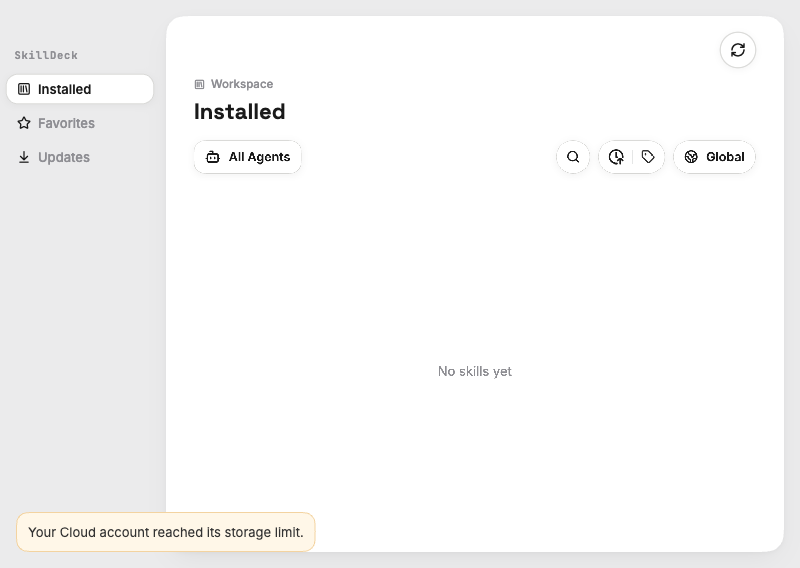 SkillDeck
Installed
Favorites
Updates
Workspace
Installed
All Agents
Global
No skills yet
Your Cloud account reached its storage limit.